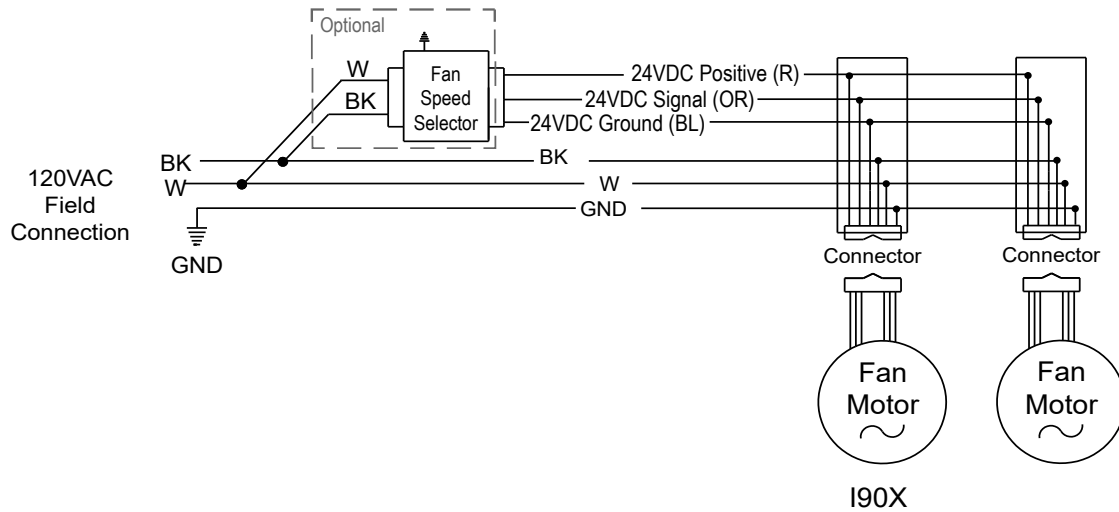 Optional
W
BK
Fan
Speed
Selector
24VDC Positive (R)
24VDC Signal (OR)
24VDC Ground (BL)
120VAC
Field
Connection
BK
W
GND
BK
W
GND
Connector
Connector
Fan
Motor
Fan
Motor
I90X